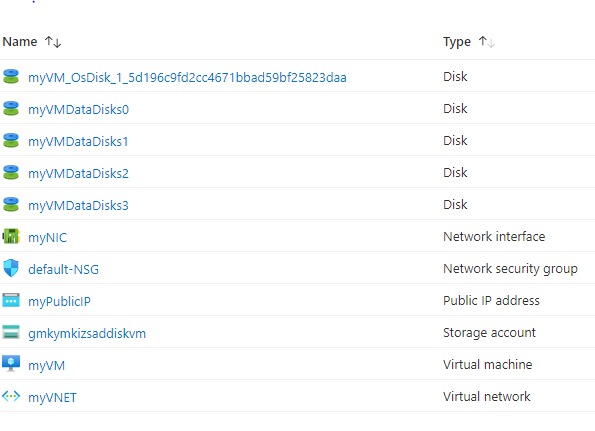 Name ↑↓ Type ↑↓
myVM_OsDisk_1_5d196c9fd2cc4671bbad59bf25823daa Disk
myVMDataDisks0 Disk
myVMDataDisks1 Disk
myVMDataDisks2 Disk
myVMDataDisks3 Disk
myNIC Network interface
default-NSG Network security group
myPublicIP Public IP address
gmkymkizsaddiskvm Storage account
myVM Virtual machine
myVNET Virtual network